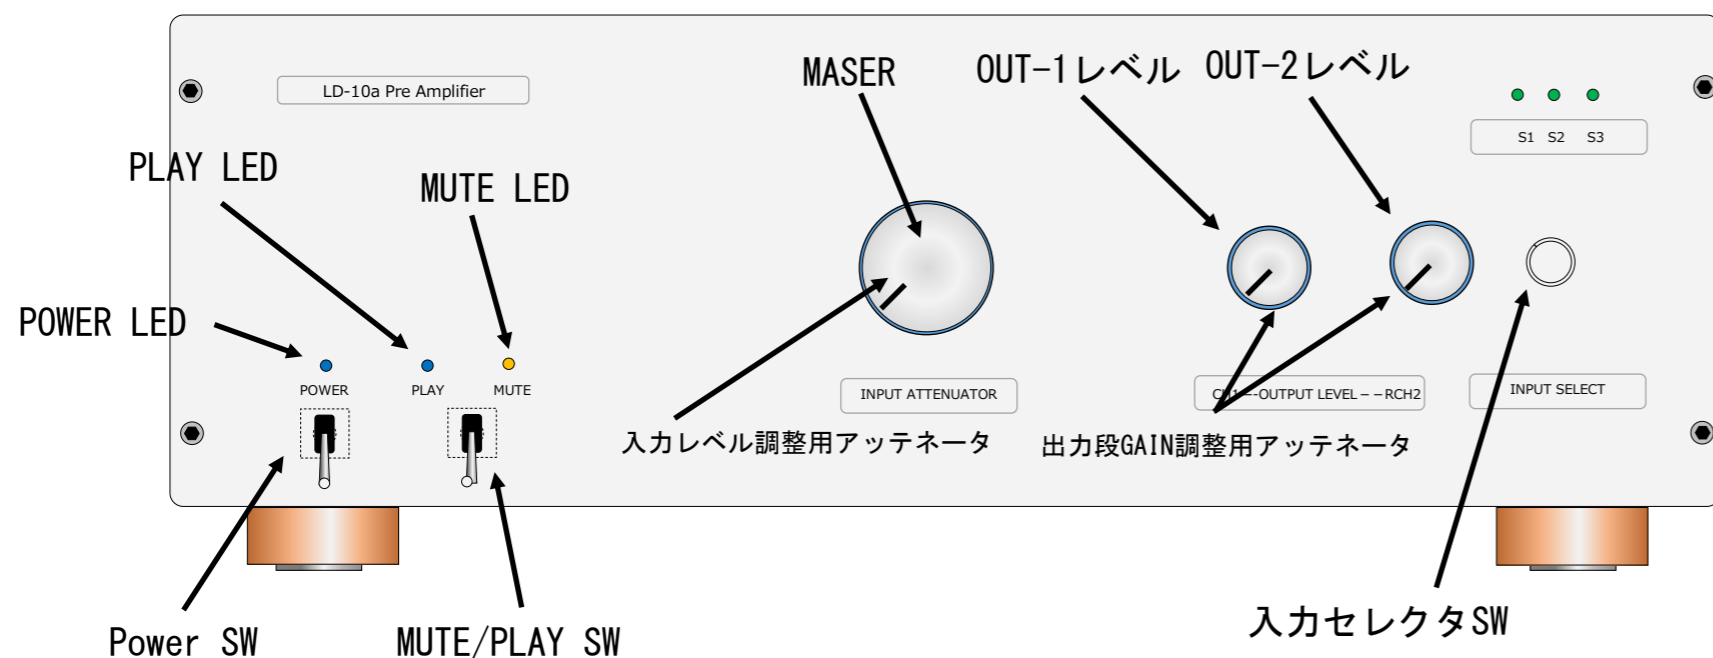 MASER
OUT-1レベル
OUT-2レベル
LD-10a Pre Amplifier
S1 S2 S3
PLAY LED
MUTE LED
POWER LED
POWER
PLAY
MUTE
INPUT ATTENUATOR
CH1−-OUTPUT LEVEL−−RCH2
INPUT SELECT
入力レベル調整用アッテネータ
出力段GAIN調整用アッテネータ
入力セレクタSW
Power SW
MUTE/PLAY SW